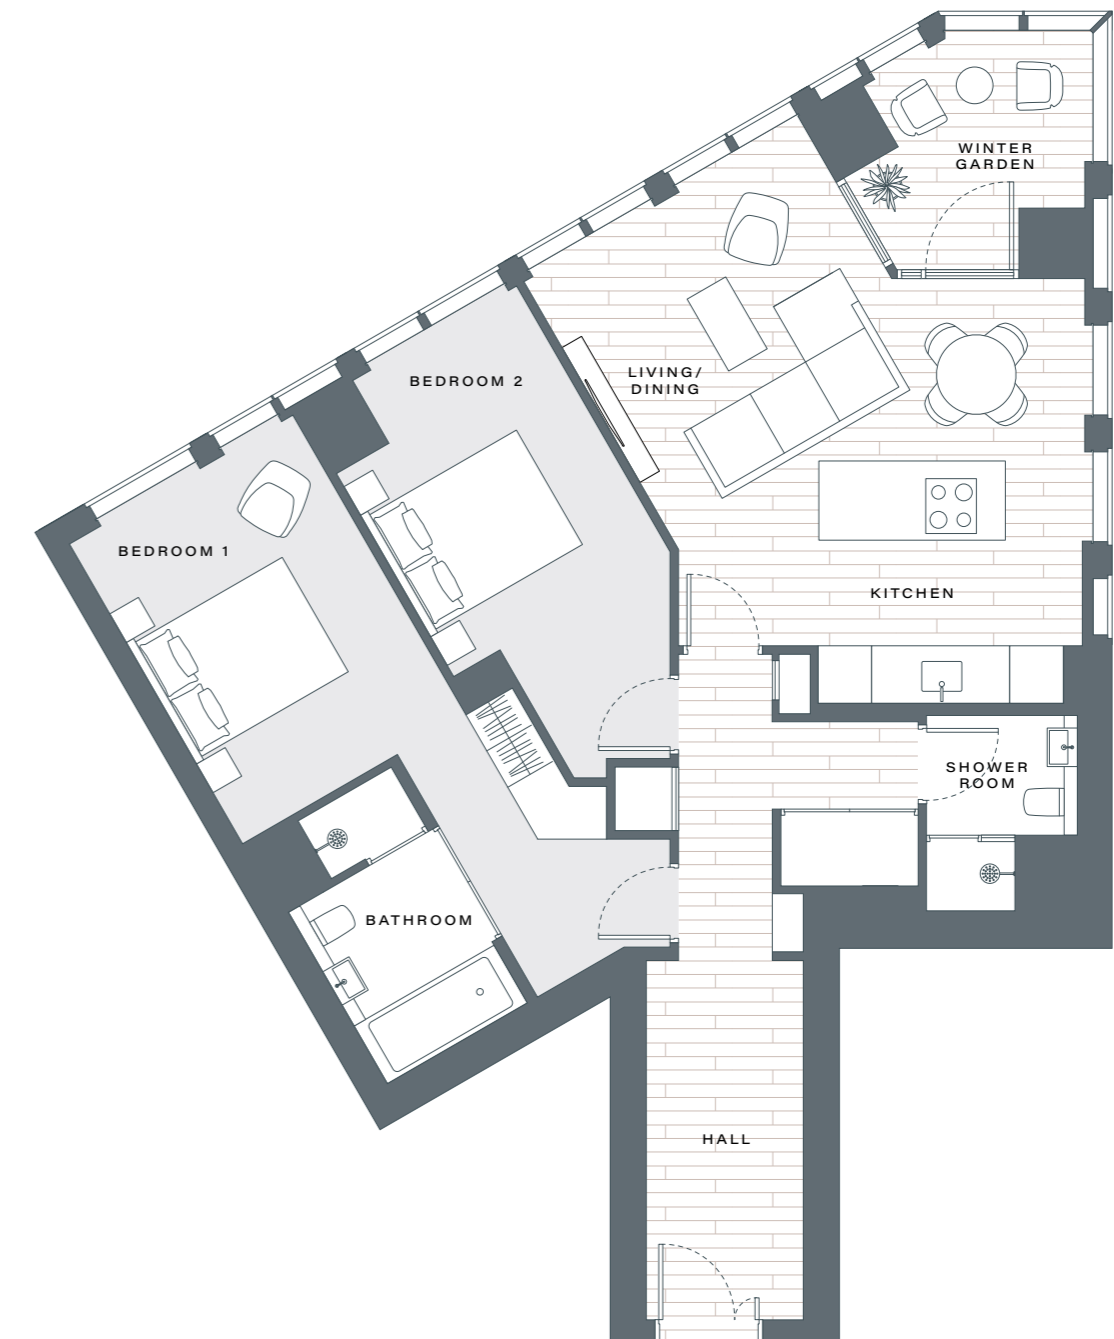 WINTER
GARDEN
BEDROOM 2
LIVING/
DINING
BEDROOM 1
KITCHEN
SHOWER
ROOM
BATHROOM
HALL